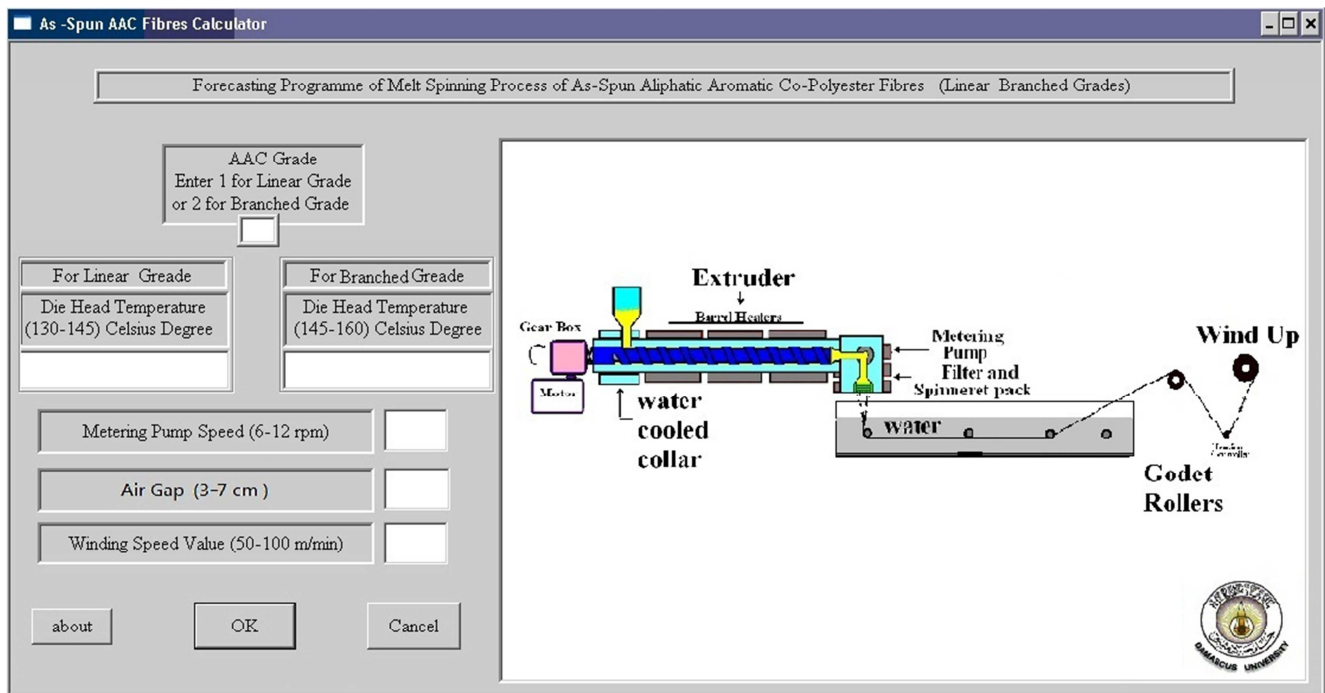 As -Spun AAC Fibres Calculator
Forecasting Programme of Melt Spinning Process of As-Spun Aliphatic Aromatic Co-Polyester Fibres (Linear Branched Grades)
AAC Grade
Enter 1 for Linear Grade
or 2 for Branched Grade
For Linear Greade
Die Head Temperature
(130-145) Celsius Degree
For Branched Greade
Die Head Temperature
(145-160) Celsius Degree
Metering Pump Speed (6-12 rpm)
Air Gap (3-7 cm )
Winding Speed Value (50-100 m/min)
about
OK
Cancel
Extruder
Barrel Heaters
Gear Box
Motor
water
cooled
collar
Metering
Pump
Filter and
Spinneret pack
water
Wind Up
Godet
Rollers
DAMASCUS UNIVERSITY